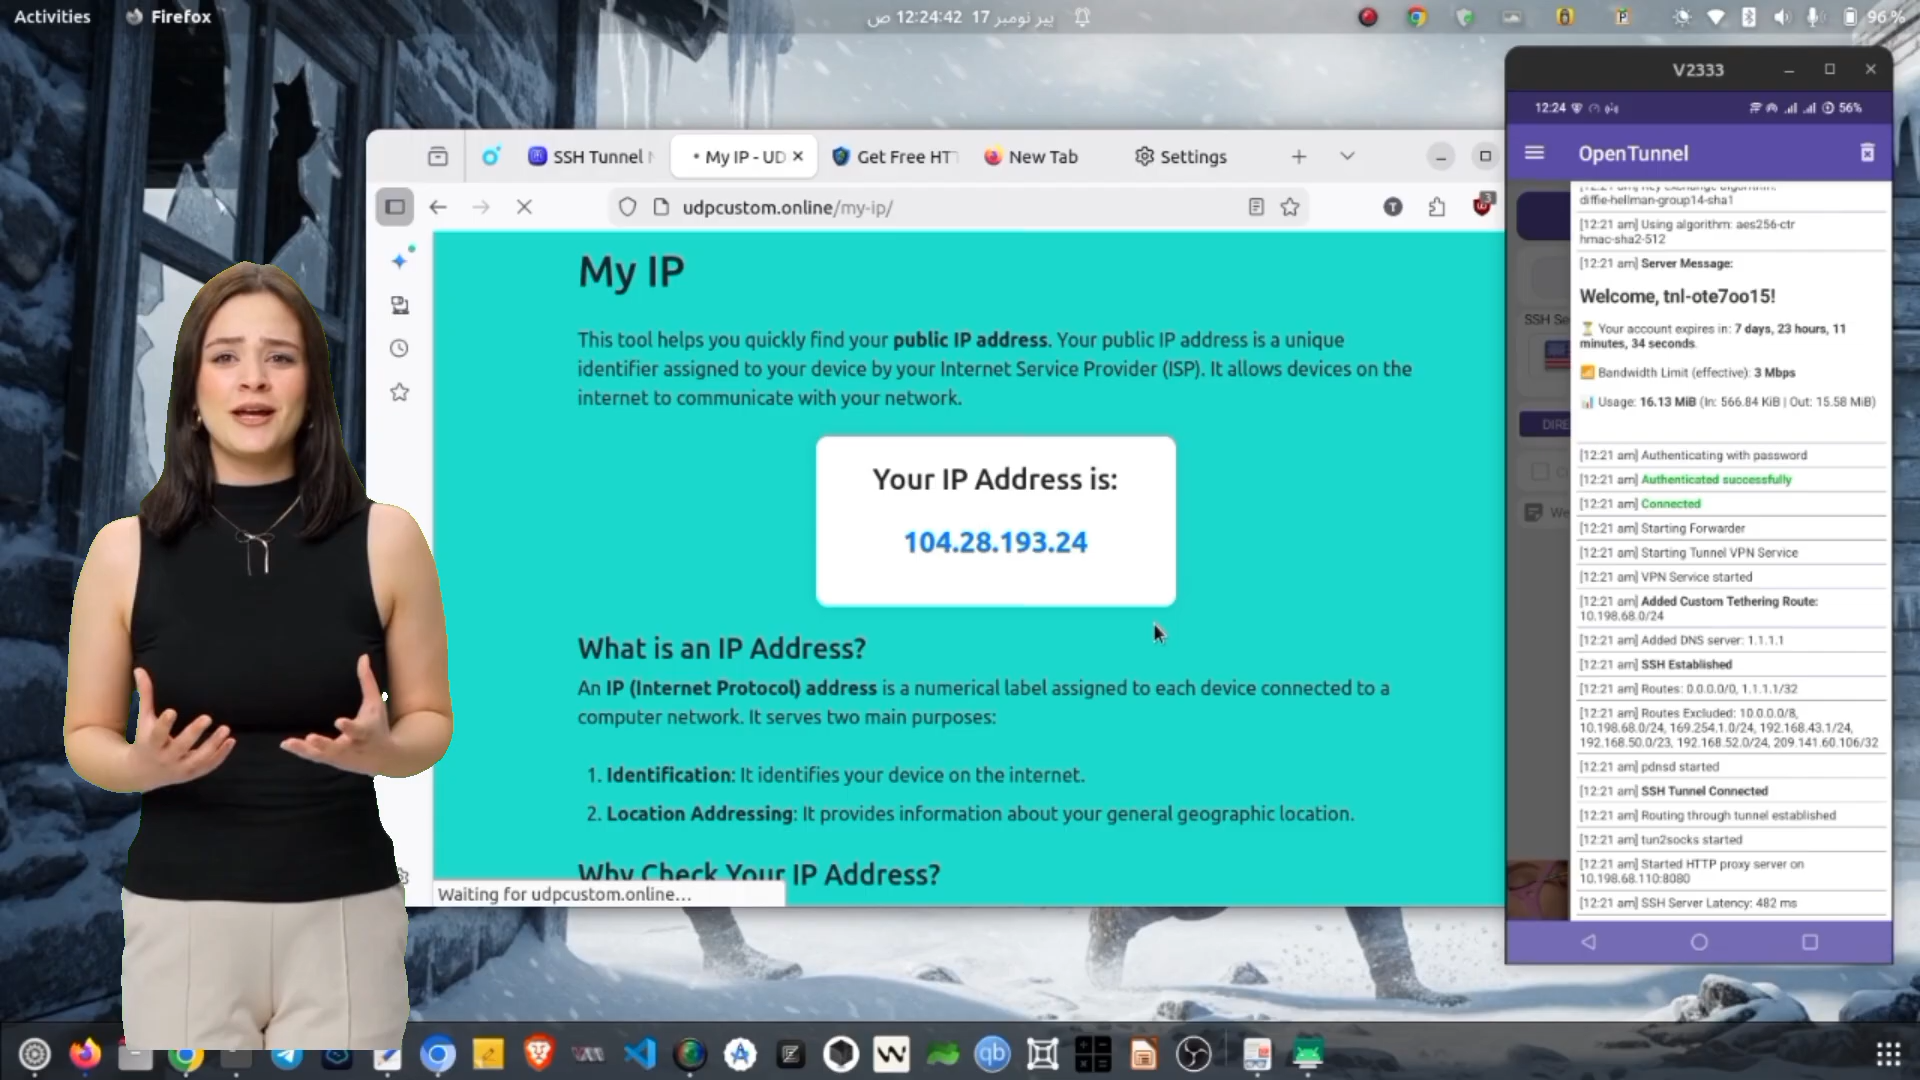 Activities
Firefox
پیر نومبر 17 12:24:42 ص
96 %
SSH Tunnel
My IP - UD
Get Free HT
New Tab
Settings
udpcustom.online/my-ip/
3
My IP
This tool helps you quickly find your public IP address. Your public IP address is a unique
identifier assigned to your device by your Internet Service Provider (ISP). It allows devices on the
internet to communicate with your network.
Your IP Address is:
104.28.193.24
What is an IP Address?
An IP (Internet Protocol) address is a numerical label assigned to each device connected to a
computer network. It serves two main purposes:
1. Identification: It identifies your device on the internet.
2. Location Addressing: It provides information about your general geographic location.
Why Check Your IP Address?
Waiting for udpcustom.online...
V2333
12:24
56%
OpenTunnel
[12:21 am] Key exchange algorithm:
diffie-hellman-group14-sha1
[12:21 am] Using algorithm: aes256-ctr
hmac-sha2-512
[12:21 am] Server Message:
Welcome, tnl-ote7oo15!
Your account expires in: 7 days, 23 hours, 11
minutes, 34 seconds.
Bandwidth Limit (effective): 3 Mbps
Usage: 16.13 MiB (In: 566.84 KiB | Out: 15.58 MiB)
[12:21 am] Authenticating with password
[12:21 am] Authenticated successfully
[12:21 am] Connected
[12:21 am] Starting Forwarder
[12:21 am] Starting Tunnel VPN Service
[12:21 am] VPN Service started
[12:21 am] Added Custom Tethering Route:
10.198.68.0/24
[12:21 am] Added DNS server: 1.1.1.1
[12:21 am] SSH Established
[12:21 am] Routes: 0.0.0.0/0, 1.1.1.1/32
[12:21 am] Routes Excluded: 10.0.0.0/8,
10.198.68.0/24, 169.254.1.0/24, 192.168.43.1/24,
192.168.50.0/23, 192.168.52.0/24, 209.141.60.106/32
[12:21 am] pdnsd started
[12:21 am] SSH Tunnel Connected
[12:21 am] Routing through tunnel established
[12:21 am] tun2socks started
[12:21 am] Started HTTP proxy server on
10.198.68.110:8080
[12:21 am] SSH Server Latency: 482 ms
SSH Se
DIRE
We